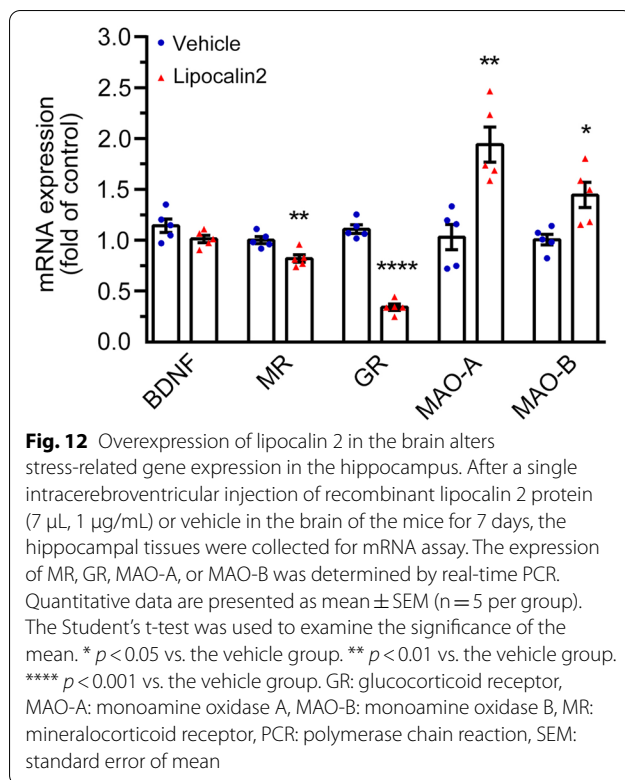 3.0
2.5
2.0
1.5
1.0
0.5
0.0
mRNA expression
(fold of control)
Vehicle
Lipocalin2
**
****
**
*
BDNF
MR
GR
MAO-A
MAO-B
Fig. 12 Overexpression of lipocalin 2 in the brain alters
stress-related gene expression in the hippocampus. After a single
intracerebroventricular injection of recombinant lipocalin 2 protein
(7 µL, 1 µg/mL) or vehicle in the brain of the mice for 7 days, the
hippocampal tissues were collected for mRNA assay. The expression
of MR, GR, MAO-A, or MAO-B was determined by real-time PCR.
Quantitative data are presented as mean ± SEM (n = 5 per group).
The Student's t-test was used to examine the significance of the
mean. * p < 0.05 vs. the vehicle group. ** p < 0.01 vs. the vehicle group.
**** p < 0.001 vs. the vehicle group. GR: glucocorticoid receptor,
MAO-A: monoamine oxidase A, MAO-B: monoamine oxidase B, MR:
mineralocorticoid receptor, PCR: polymerase chain reaction, SEM:
standard error of mean